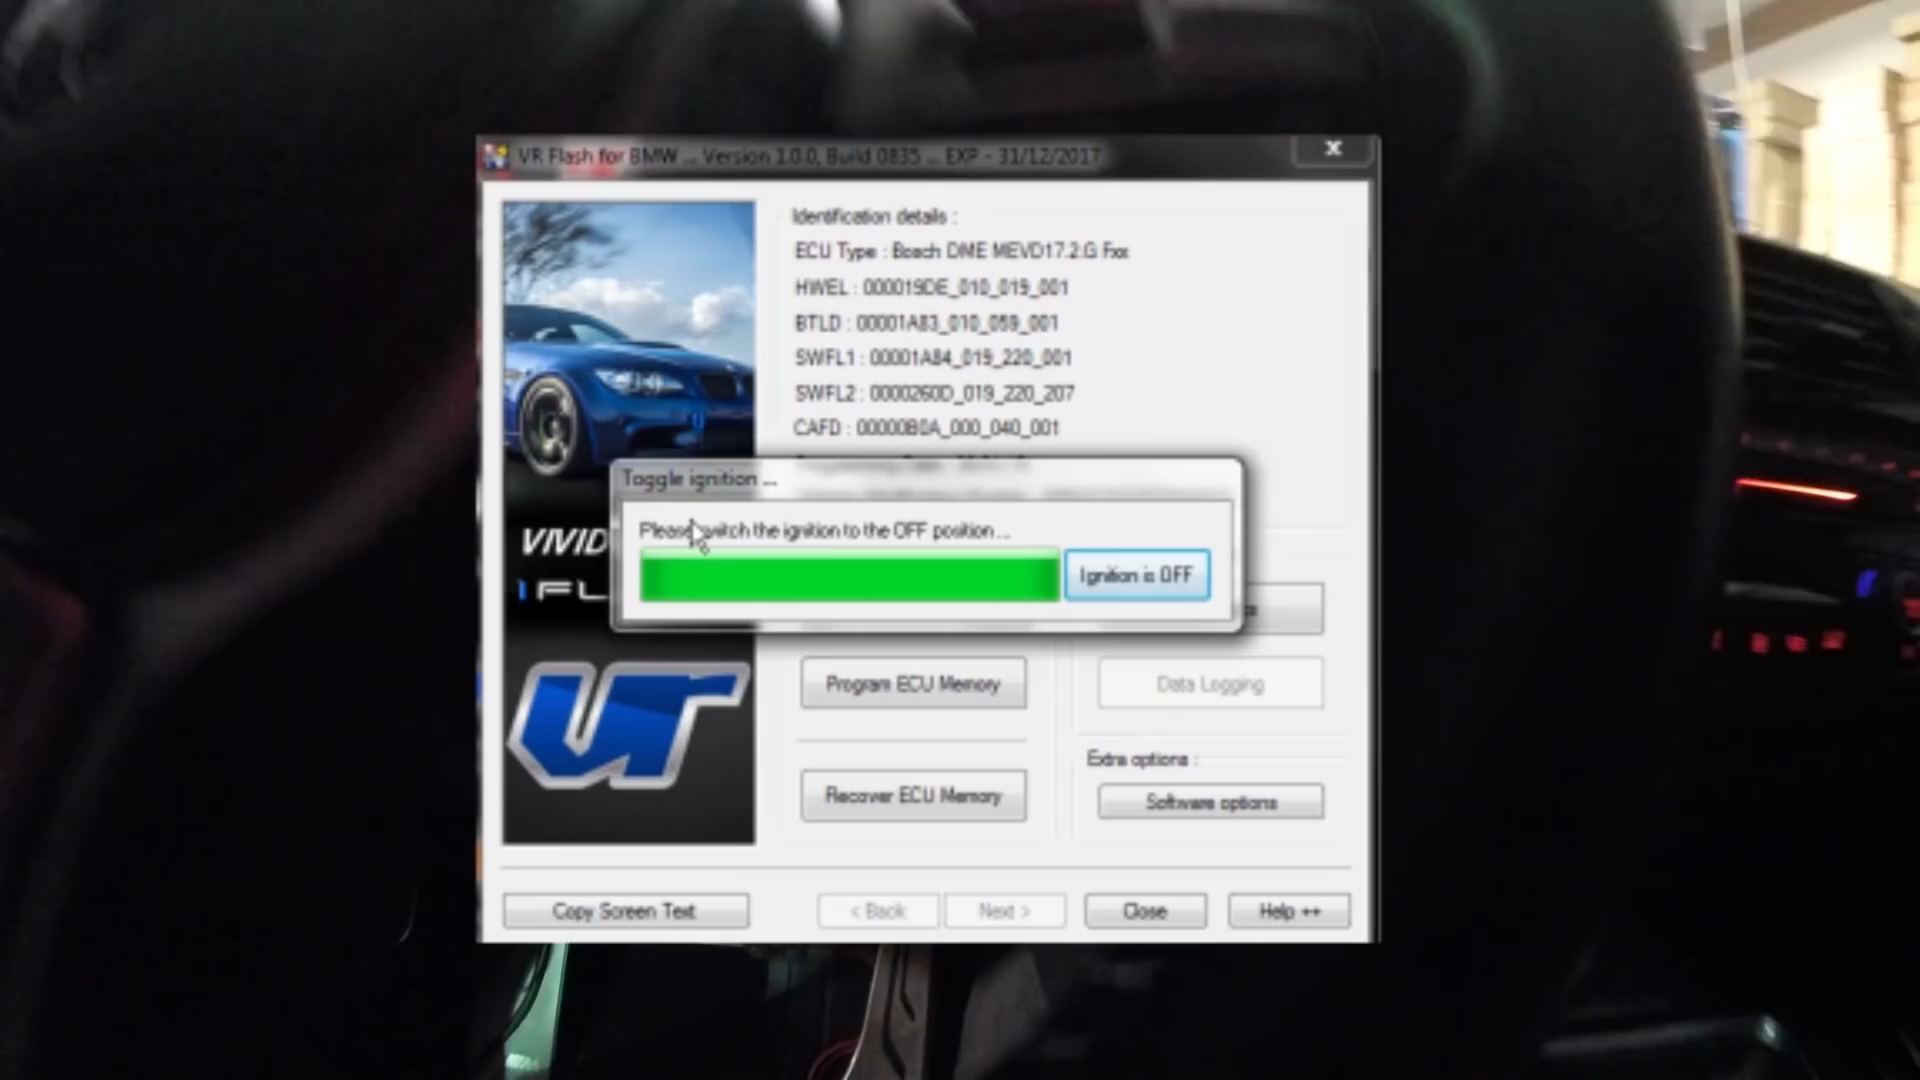 VR Flash for BMW ... Version 1.0.0, Build 0835 ... EXP - 31/12/2017
Identification details :
ECU Type : Bosch DME MEVD17.2.G Fxx
HWEL : 000019DE_010_019_001
BTLD : 00001A83_010_059_001
SWFL1 : 00001A84_019_220_001
SWFL2 : 0000260D_019_220_207
CAFD : 00000B0A_000_040_001
Toggle ignition ...
Please switch the ignition to the OFF position ...
Ignition is OFF
VIVID
FL
vr
Program ECU Memory
Data Logging
Extra options :
Recover ECU Memory
Software options
Copy Screen Text
< Back
Next >
Close
Help ++